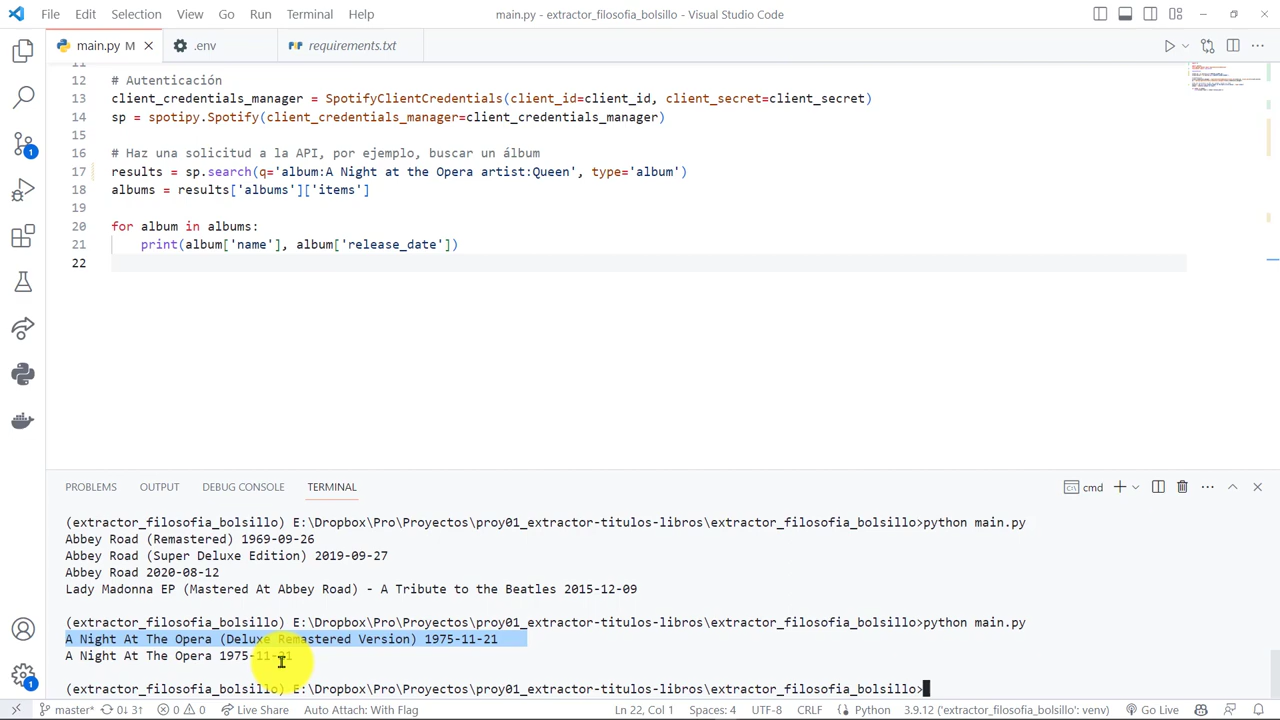 File Edit Selection View Go Run Terminal Help main.py - extractor_filosofia_bolsillo - Visual Studio Code
main.py M .env requirements.txt
11
12 # Autenticación
13 client_credentials_manager = SpotifyClientCredentials(client_id=client_id, client_secret=client_secret)
14 sp = spotipy.Spotify(client_credentials_manager=client_credentials_manager)
15
16 # Haz una solicitud a la API, por ejemplo, buscar un álbum
17 results = sp.search(q='album:A Night at the Opera artist:Queen', type='album')
18 albums = results['albums']['items']
19
20 for album in albums:
21 print(album['name'], album['release_date'])
22
1
PROBLEMS OUTPUT DEBUG CONSOLE TERMINAL cmd
(extractor_filosofia_bolsillo) E:\Dropbox\Pro\Proyectos\proy01_extractor-titulos-libros\extractor_filosofia_bolsillo>python main.py
Abbey Road (Remastered) 1969-09-26
Abbey Road (Super Deluxe Edition) 2019-09-27
Abbey Road 2020-08-12
Lady Madonna EP (Mastered At Abbey Road) - A Tribute to the Beatles 2015-12-09
(extractor_filosofia_bolsillo) E:\Dropbox\Pro\Proyectos\proy01_extractor-titulos-libros\extractor_filosofia_bolsillo>python main.py
A Night At The Opera (Deluxe Remastered Version) 1975-11-21
A Night At The Opera 1975-11-21
(extractor_filosofia_bolsillo) E:\Dropbox\Pro\Proyectos\proy01_extractor-titulos-libros\extractor_filosofia_bolsillo>
1
master* 0↓ 3↑ 0 0 Live Share Auto Attach: With Flag Ln 22, Col 1 Spaces: 4 UTF-8 CRLF Python 3.9.12 ('extractor_filosofia_bolsillo': venv) Go Live